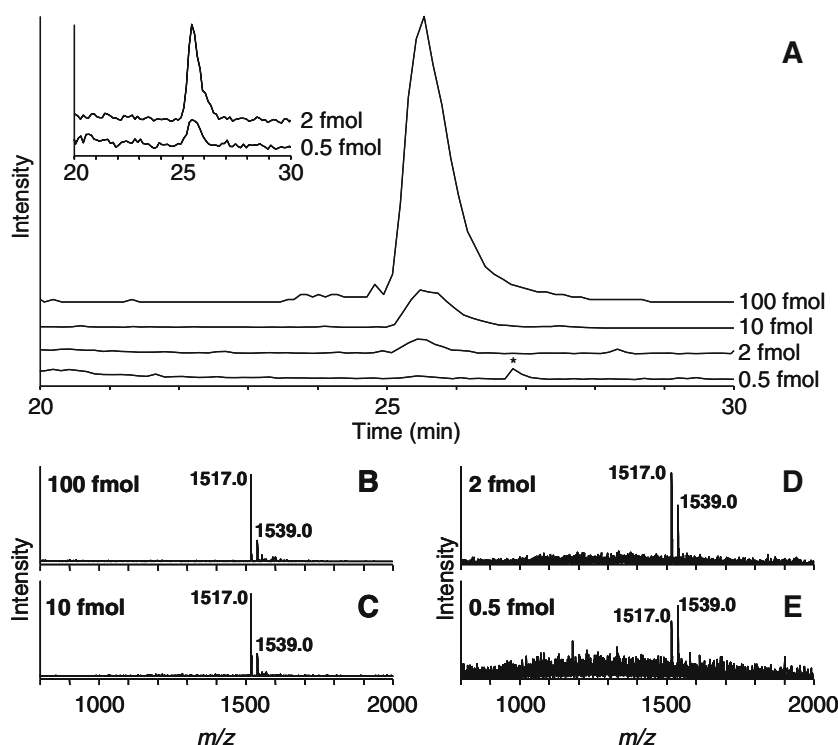 A
2 fmol
0.5 fmol
20 25 30
Intensity
100 fmol
10 fmol
2 fmol
*
0.5 fmol
20 25 30
Time (min)
B
100 fmol
1517.0
1539.0
Intensity
C
10 fmol
1517.0
1539.0
1000 1500 2000
m/z
D
2 fmol
1517.0
1539.0
Intensity
E
0.5 fmol
1517.0
1539.0
1000 1500 2000
m/z